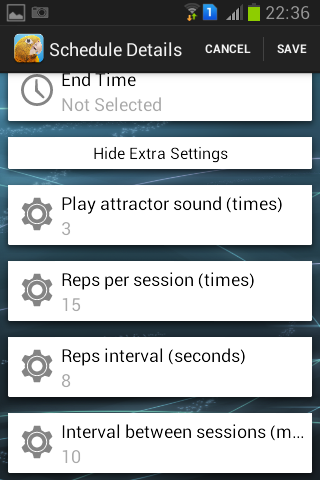 1
22:36
Schedule Details
CANCEL
SAVE
End Time
Not Selected
Hide Extra Settings
Play attractor sound (times)
3
Reps per session (times)
15
Reps interval (seconds)
8
Interval between sessions (m...
10